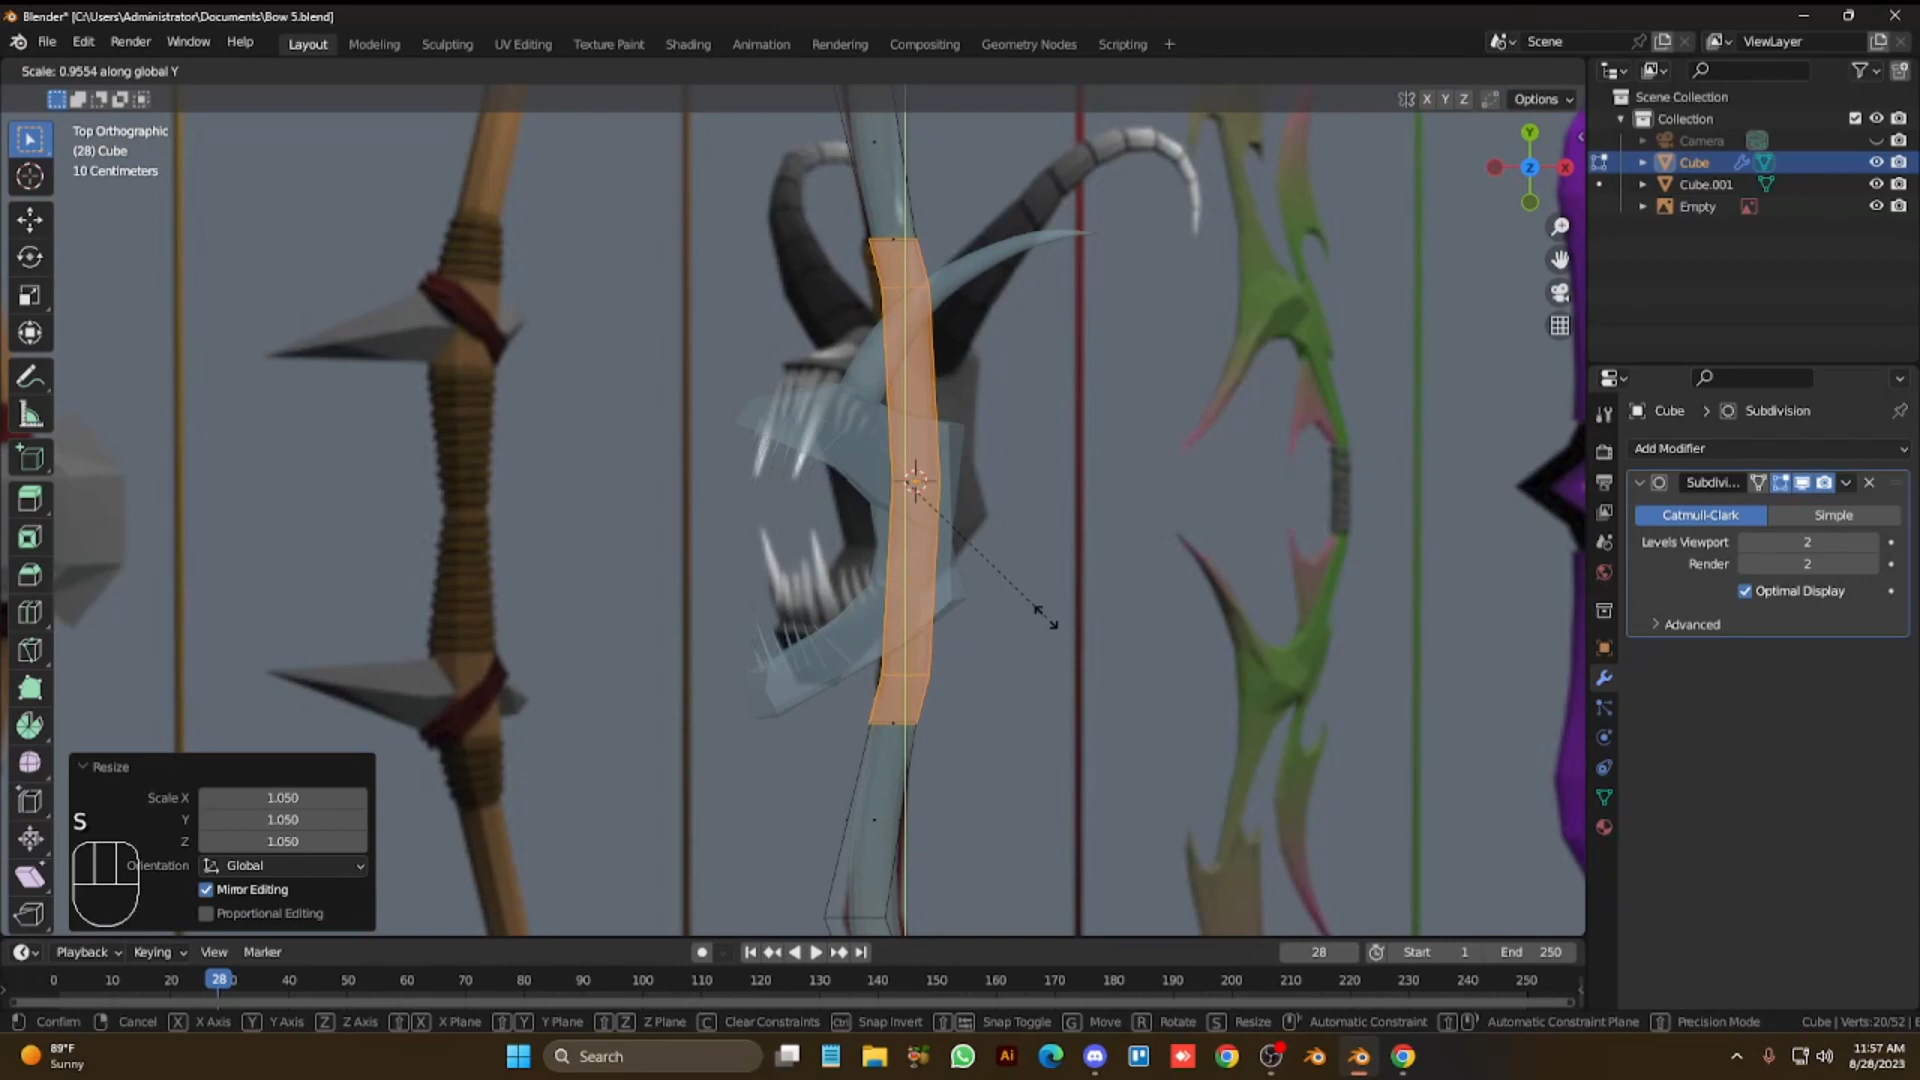 Blender* [C:\Users\Administrator\Documents\Bow 5.blend]
File Edit Render Window Help Layout Modeling Sculpting UV Editing Texture Paint Shading Animation Rendering Compositing Geometry Nodes Scripting +
Scene
ViewLayer
Scale: 0.9554 along global Y
X Y Z
Options
Top Orthographic
(28) Cube
10 Centimeters
Y
Z
X
Scene Collection
Collection
Camera
Cube
Cube.001
Empty
Cube > Subdivision
Add Modifier
Subdivi...
Catmull-Clark Simple
Levels Viewport 2
Render 2
Optimal Display
Advanced
Resize
Scale X 1.050
Y 1.050
Z 1.050
Orientation Global
Mirror Editing
Proportional Editing
S
Playback Keying View Marker
28 Start 1 End 250
0 10 20 28 40 50 60 70 80 90 100 110 120 130 140 150 160 170 180 190 200 210 220 230 240 250
Confirm Cancel X X Axis Y Y Axis Z Z Axis X X Plane Y Y Plane Z Z Plane C Clear Constraints Ctrl Snap Invert Snap Toggle G Move R Rotate S Resize Automatic Constraint Automatic Constraint Plane Precision Mode Cube | Verts:20/52
89°F
Sunny
Search
Ai
11:57 AM
8/28/2023